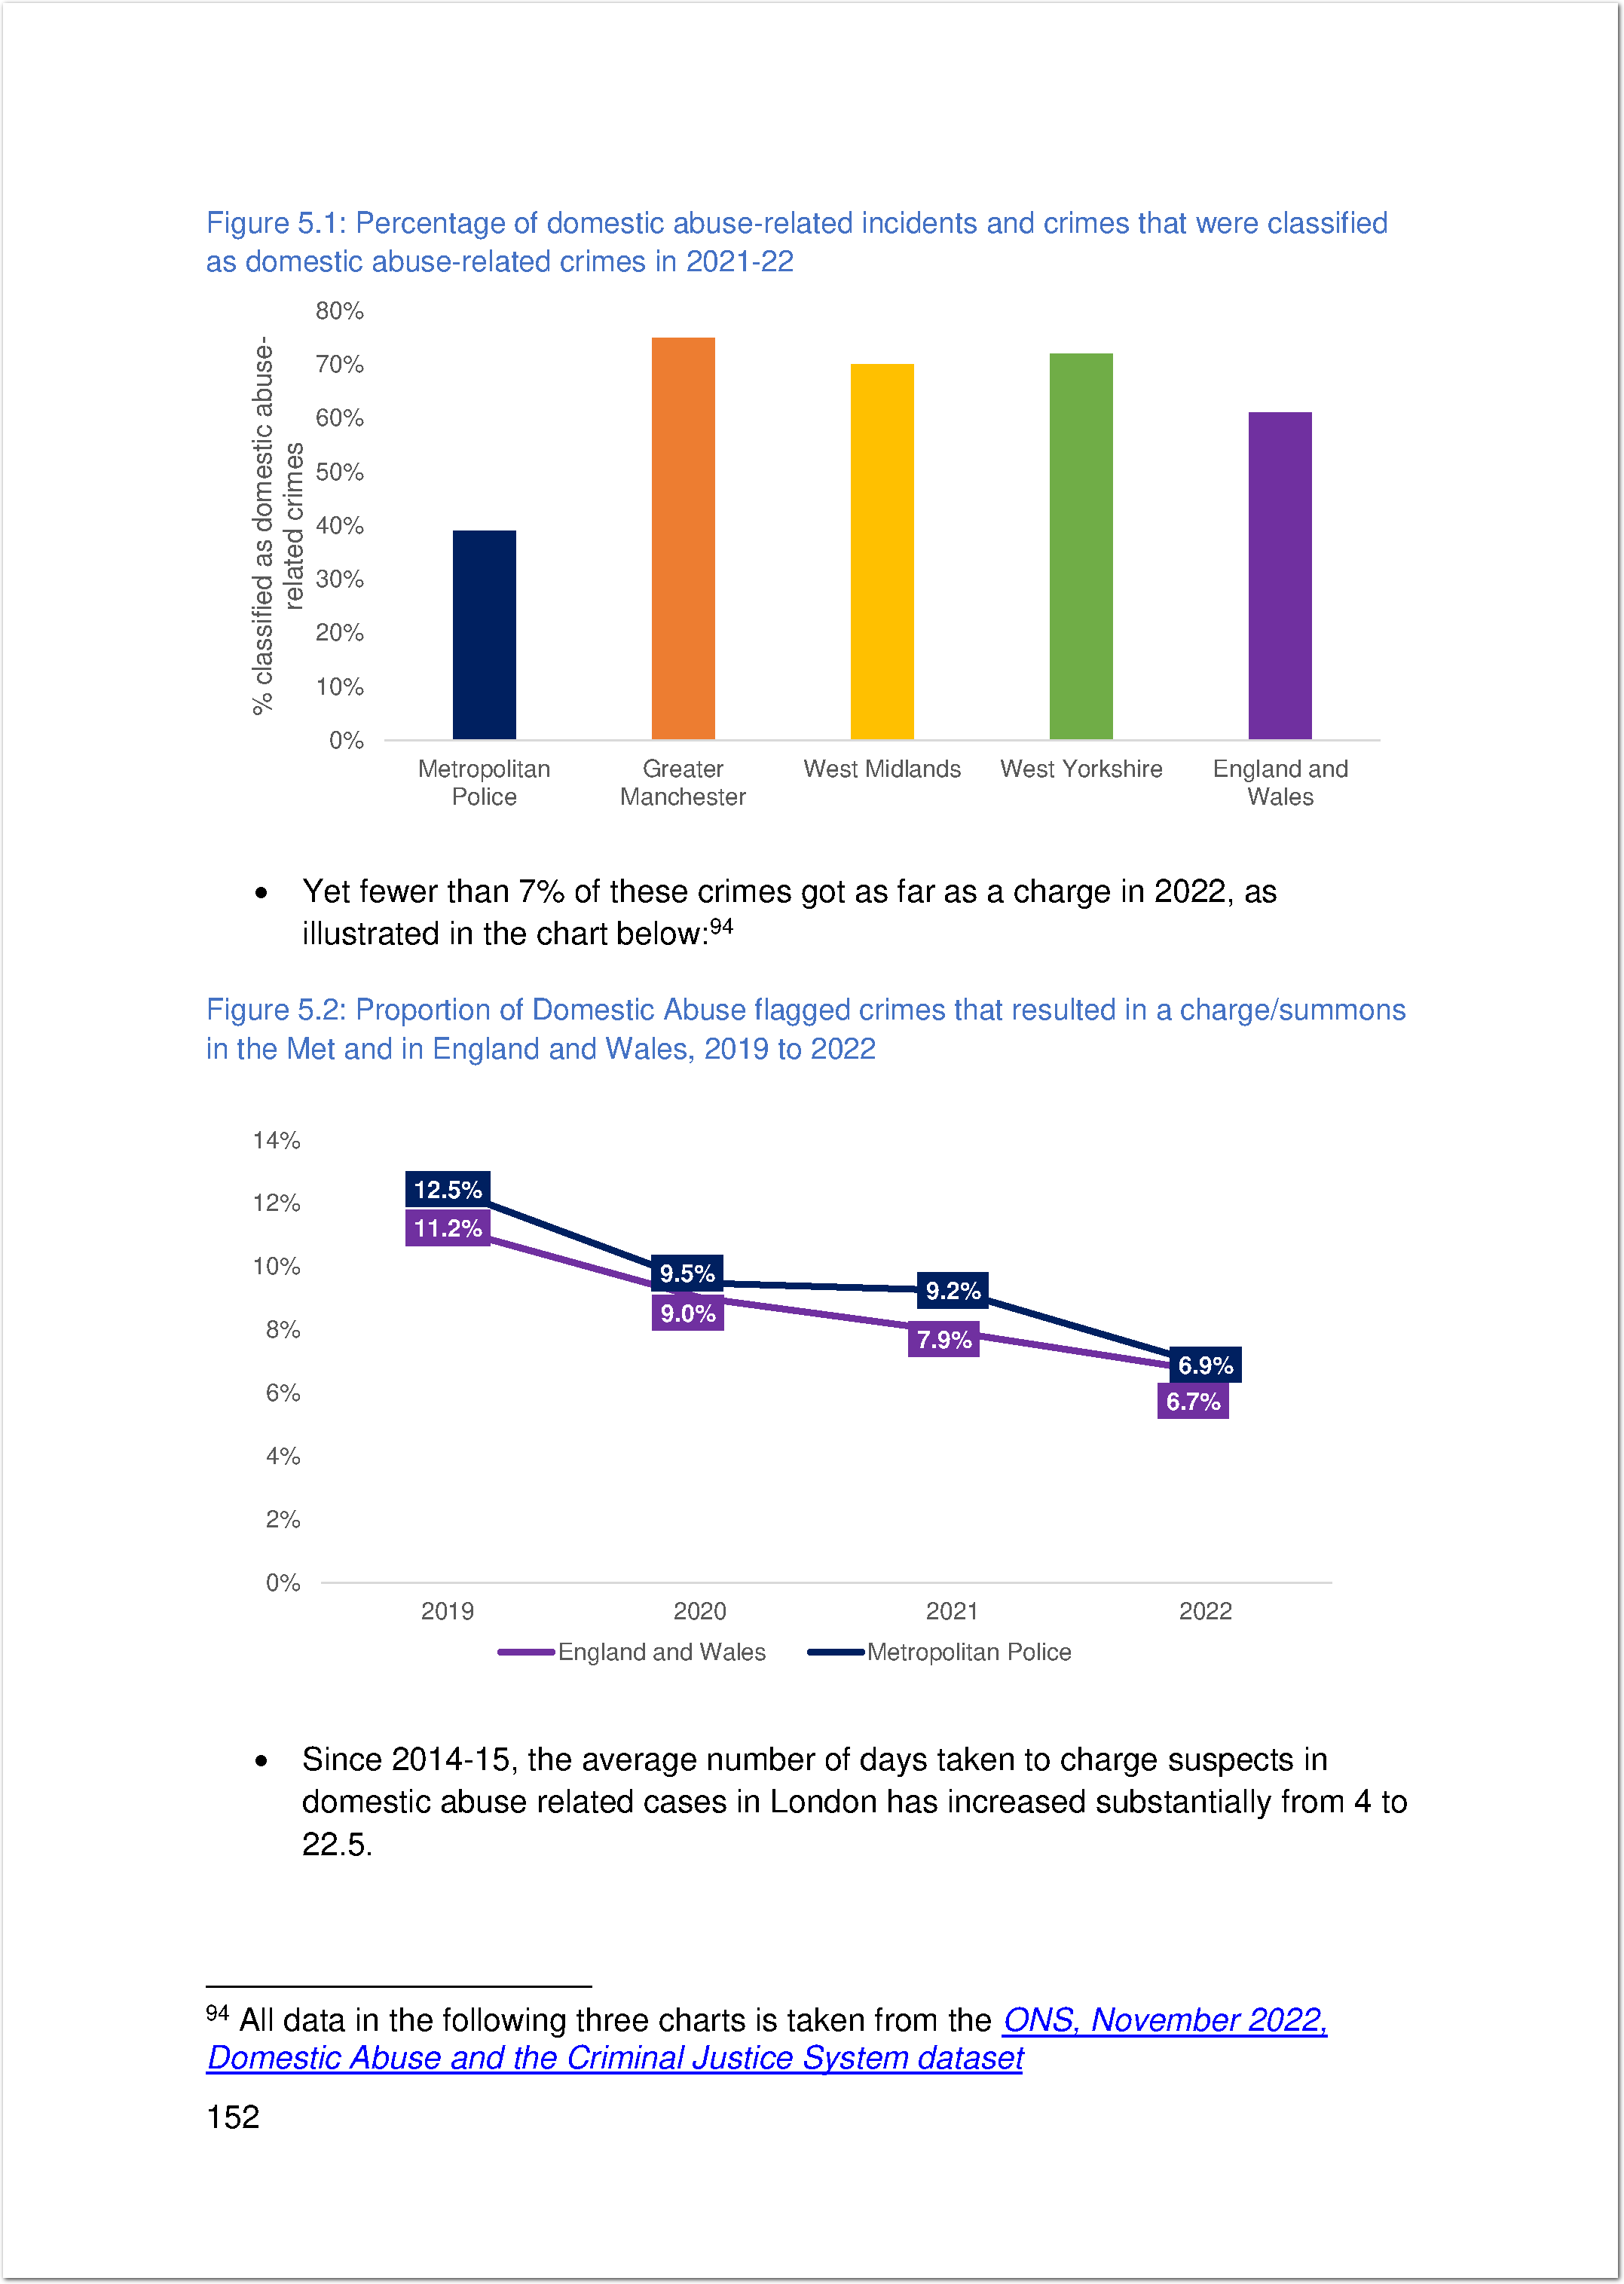 Figure 5.1: Percentage of domestic abuse-related incidents and crimes that were classified
as domestic abuse-related crimes in 2021-22
80%
70%
60%
50%
40%
30%
20%
10%
0%
% classified as domestic abuse-
related crimes
Metropolitan
Police
Greater
Manchester
West Midlands
West Yorkshire
England and
Wales
• Yet fewer than 7% of these crimes got as far as a charge in 2022, as
illustrated in the chart below:94
Figure 5.2: Proportion of Domestic Abuse flagged crimes that resulted in a charge/summons
in the Met and in England and Wales, 2019 to 2022
14%
12%
10%
8%
6%
4%
2%
0%
12.5%
11.2%
9.5%
9.0%
9.2%
7.9%
6.9%
6.7%
2019 2020 2021 2022
England and Wales Metropolitan Police
• Since 2014-15, the average number of days taken to charge suspects in
domestic abuse related cases in London has increased substantially from 4 to
22.5.
94 All data in the following three charts is taken from the ONS, November 2022,
Domestic Abuse and the Criminal Justice System dataset
152